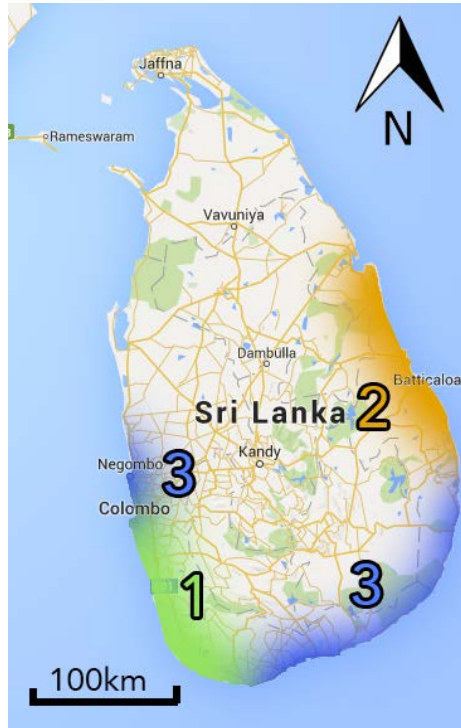 Jaffna
N
Rameswaram
Vavuniya
Dambulla
Batticaloa
2
Sri Lanka
Kandy
Negombo
3
Colombo
3
1
100km